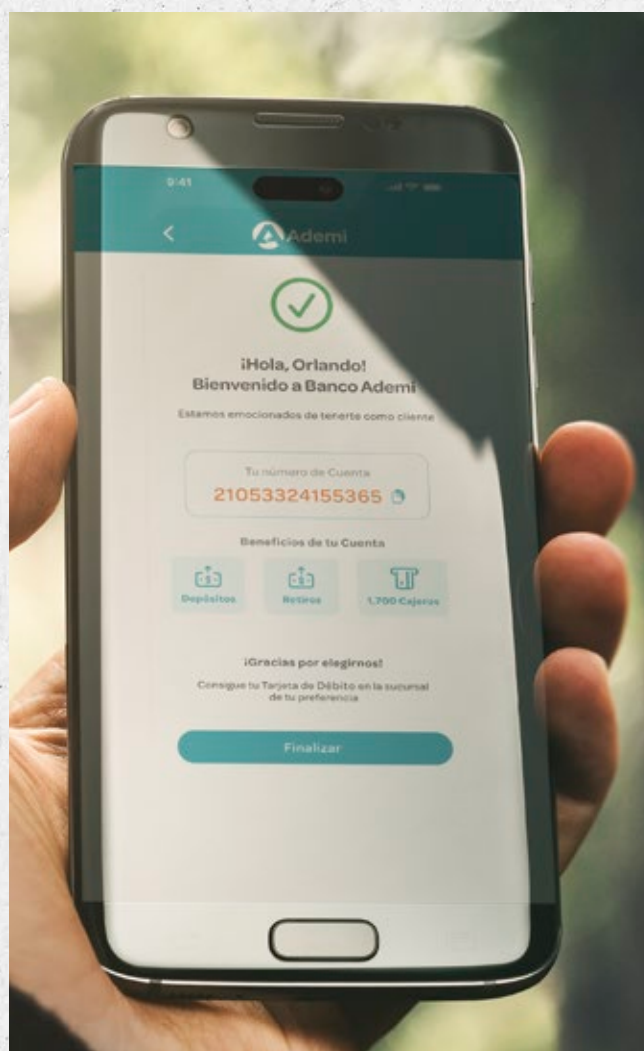 9:41
Ademi
¡Hola, Orlando!
Bienvenido a Banco Ademi
Estamos emocionados de tenerte como cliente
Tu número de Cuenta
21053324155365
Beneficios de tu Cuenta
Depósitos
Retiros
1,700 Cajeros
¡Gracias por elegirnos!
Consigue tu Tarjeta de Débito en la sucursal
de tu preferencia
Finalizar